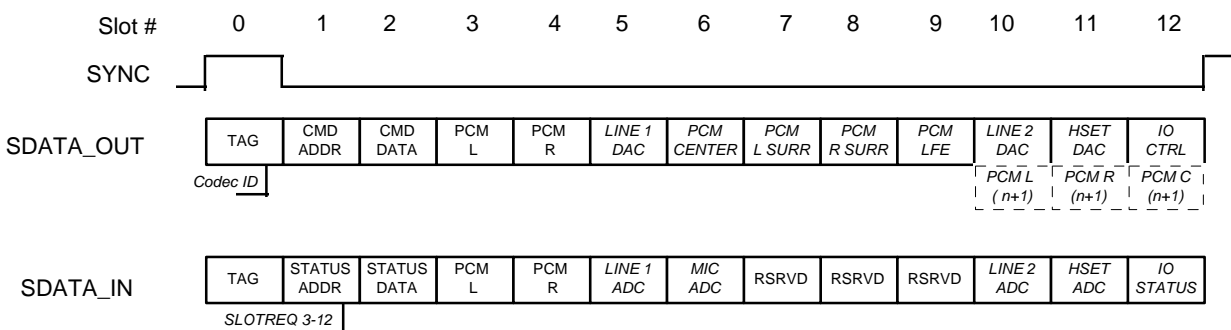 Slot # 0 1 2 3 4 5 6 7 8 9 10 11 12
SYNC
SDATA_OUT TAG CMD ADDR CMD DATA PCM L PCM R LINE 1 DAC PCM CENTER PCM L SURR PCM R SURR PCM LFE LINE 2 DAC HSET DAC IO CTRL
Codec ID PCM L ( n+1) PCM R (n+1) PCM C (n+1)
SDATA_IN TAG STATUS ADDR STATUS DATA PCM L PCM R LINE 1 ADC MIC ADC RSRVD RSRVD RSRVD LINE 2 ADC HSET ADC IO STATUS
SLOTREQ 3-12